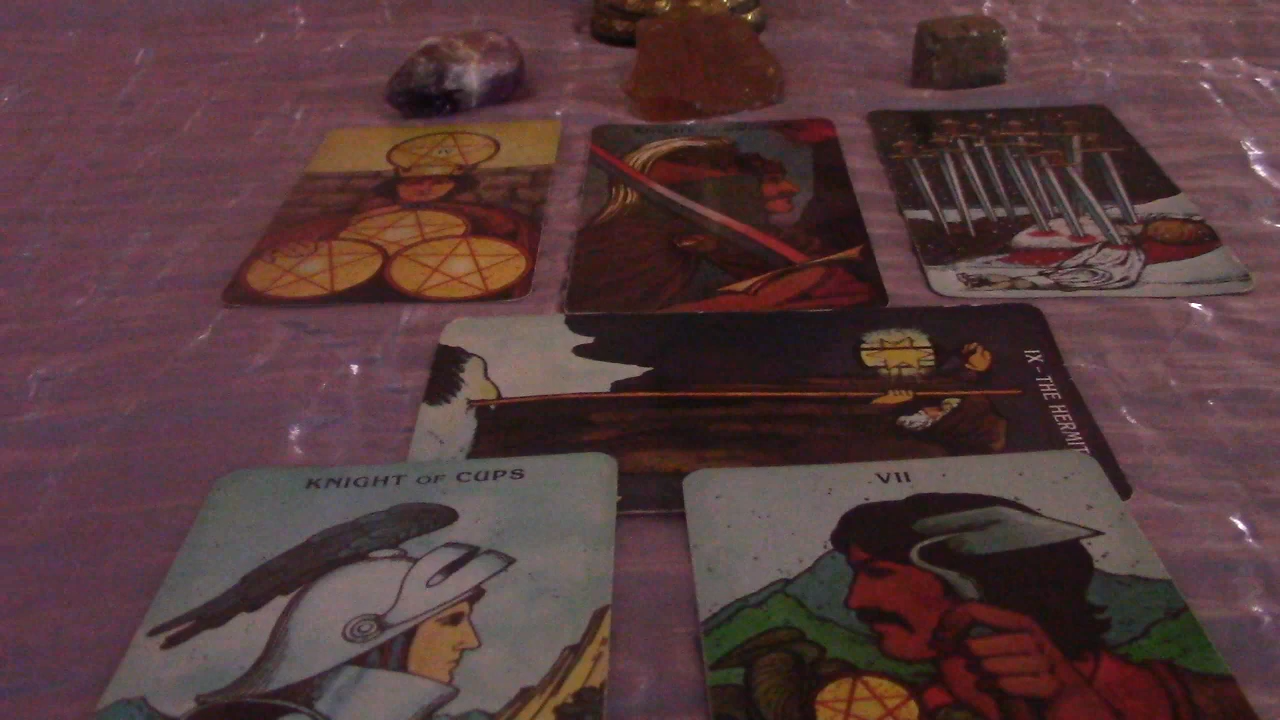 IX - THE HERMIT
KNIGHT OF CUPS
VII